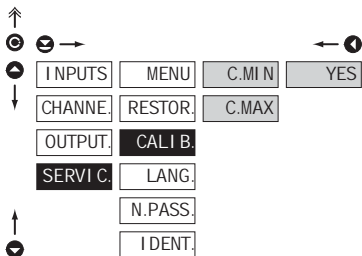 INPUTS MENU C.MIN YES
CHANNE. RESTOR. C.MAX
OUTPUT. CALIB.
SERVIC. LANG.
N.PASS.
IDENT.